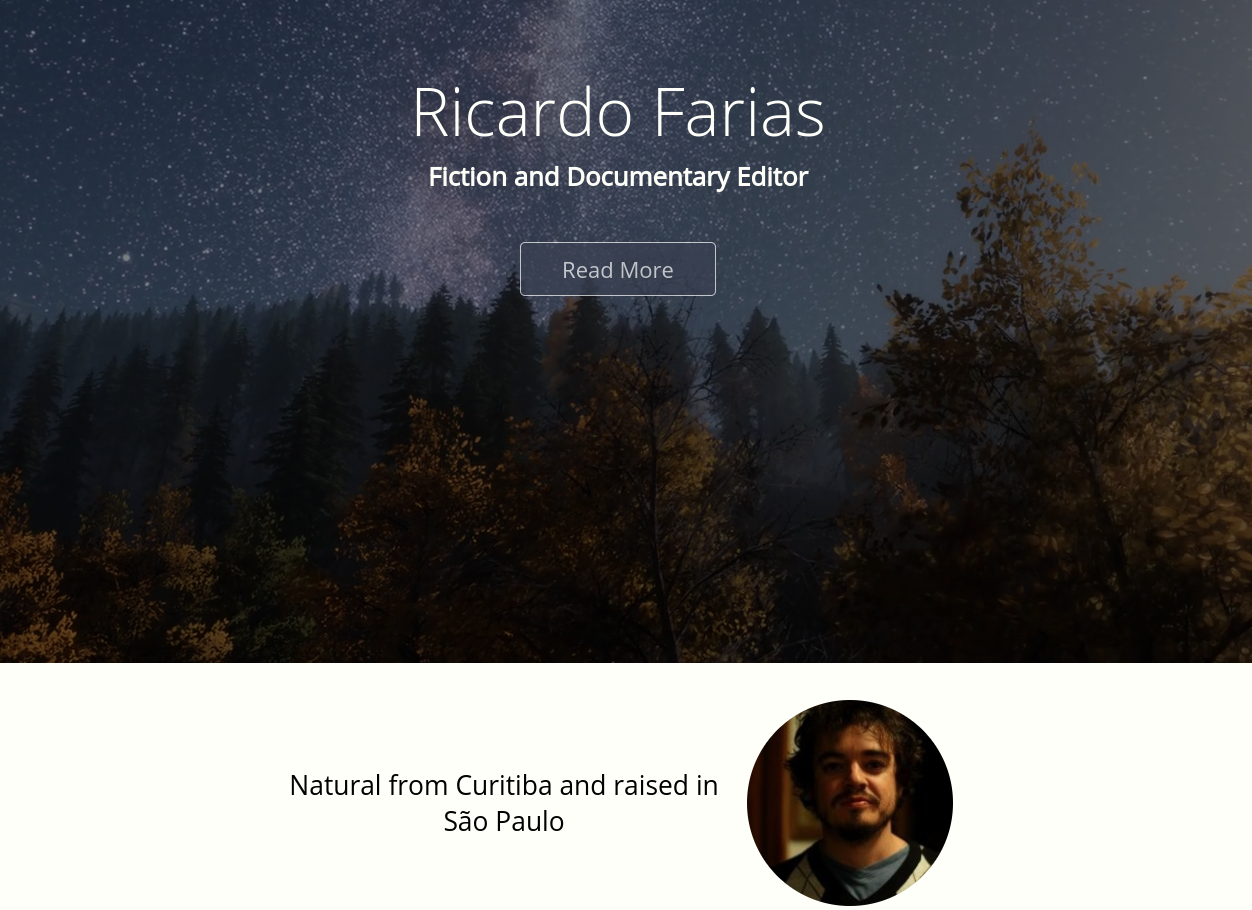 Ricardo Farias
Fiction and Documentary Editor
Read More
Natural from Curitiba and raised in
São Paulo